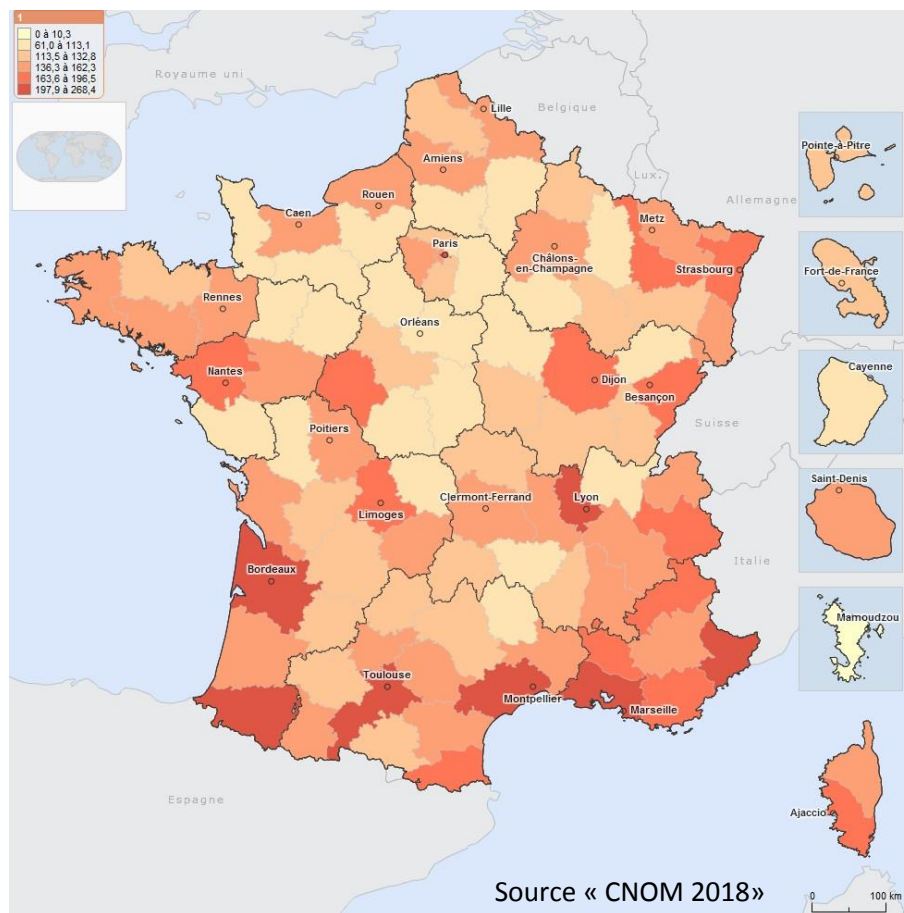 1
0 à 10,3
61,0 à 113,1
113,5 à 132,8
136,3 à 162,3
163,6 à 196,5
197,9 à 268,4
Royaume uni
Belgique
Lille
Amiens
Lux.
Allemagne
Rouen
Caen
Metz
Paris
Châlons-
en-Champagne
Strasbourg
Rennes
Orléans
Nantes
Dijon
Besançon
Suisse
Poitiers
Clermont-Ferrand
Lyon
Limoges
Italie
Bordeaux
Toulouse
Montpellier
Marseille
Espagne
Pointe-à-Pitre
Fort-de-France
Cayenne
Saint-Denis
Mamoudzou
Ajaccio
Source « CNOM 2018»
0 100 km